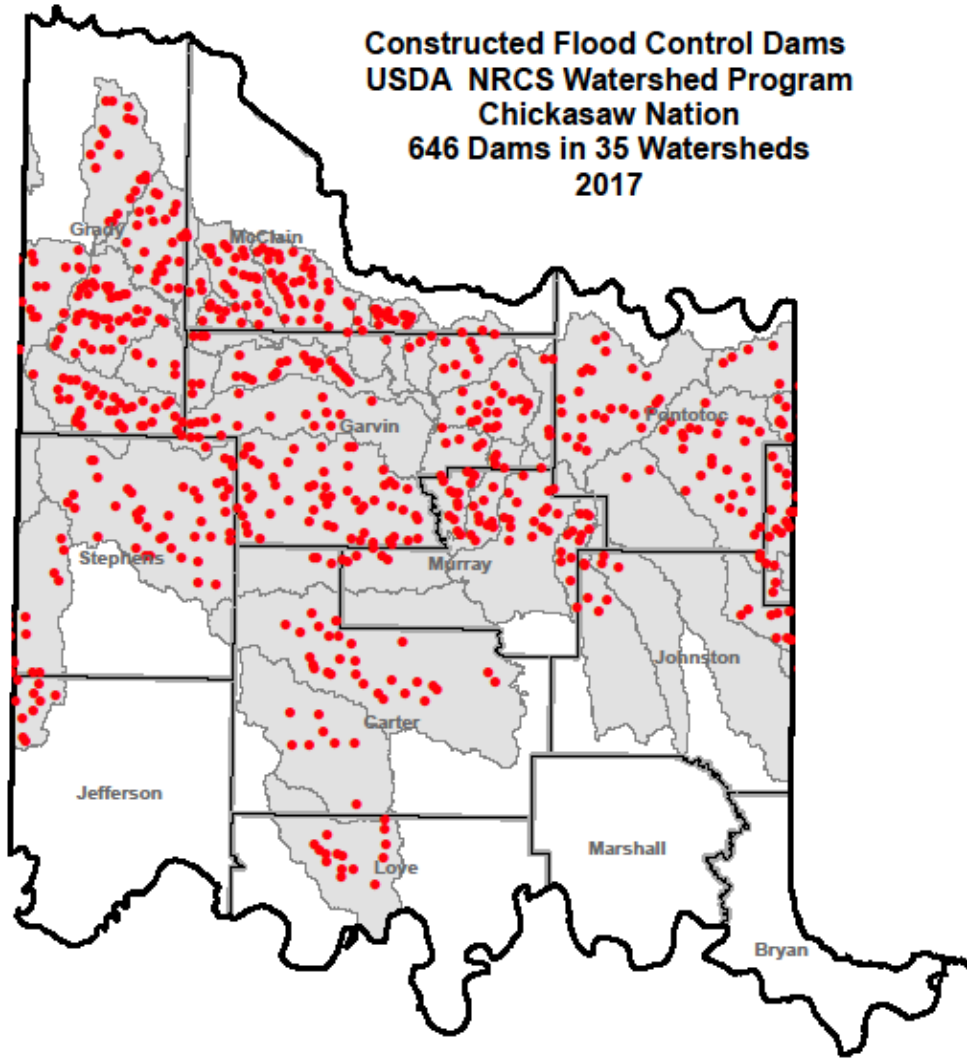 Constructed Flood Control Dams
USDA NRCS Watershed Program
Chickasaw Nation
646 Dams in 35 Watersheds
2017
Grady
McClain
Garvin
Pontotoc
Stephens
Murray
Johnston
Carter
Jefferson
Marshall
Love
Bryan